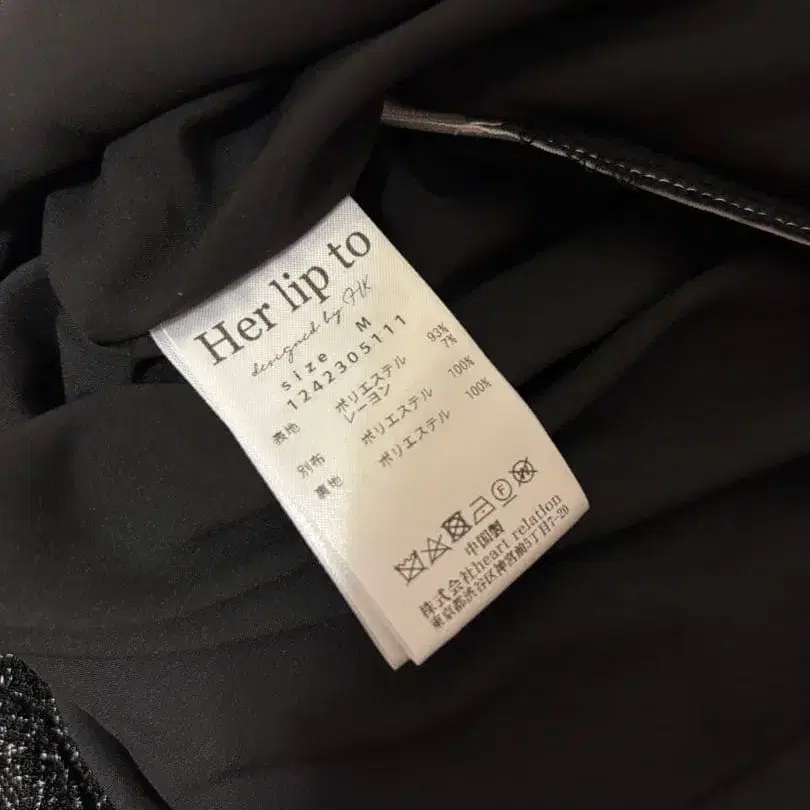 Her lip to
designed by HK
size M
1242305111
表地 ポリエステル 93%
レーヨン 7%
別布 ポリエステル 100%
裏地 ポリエステル 100%
中国製
株式会社heart relation
東京都渋谷区神宮前5丁目7-20